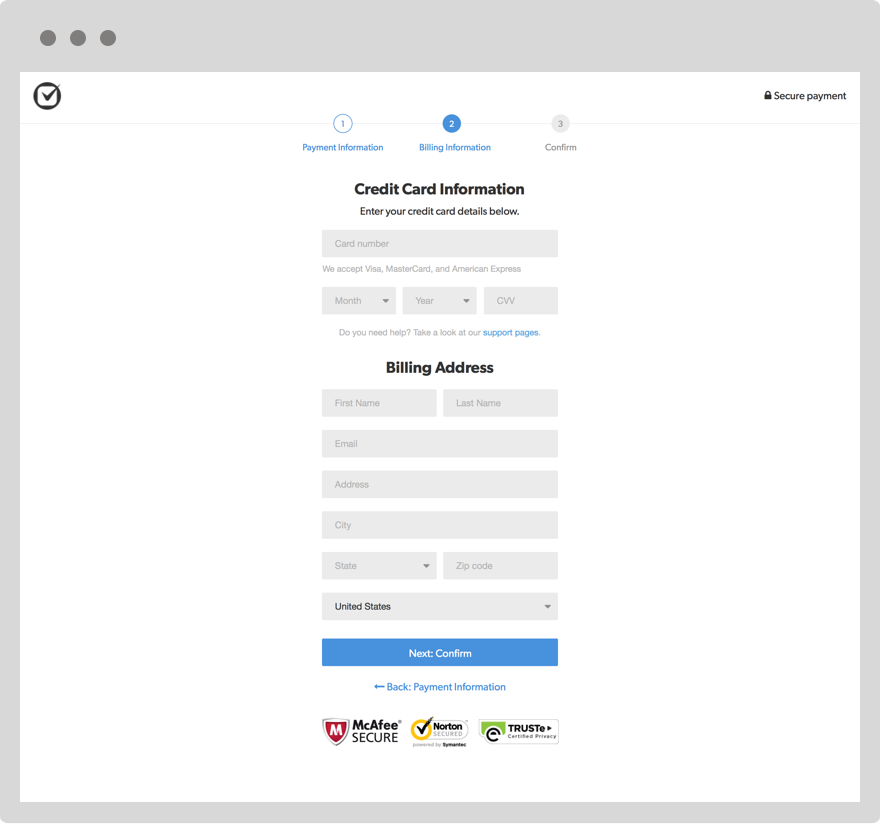 Secure payment
1
2
3
Payment Information
Billing Information
Confirm
Credit Card Information
Enter your credit card details below.
Card number
We accept Visa, MasterCard, and American Express
Month
Year
CVV
Do you need help? Take a look at our support pages.
Billing Address
First Name
Last Name
Email
Address
City
State
Zip code
United States
Next: Confirm
Back: Payment Information
McAfee®
SECURE
Norton
SECURED
powered by Symantec
TRUSTe
Certified Privacy